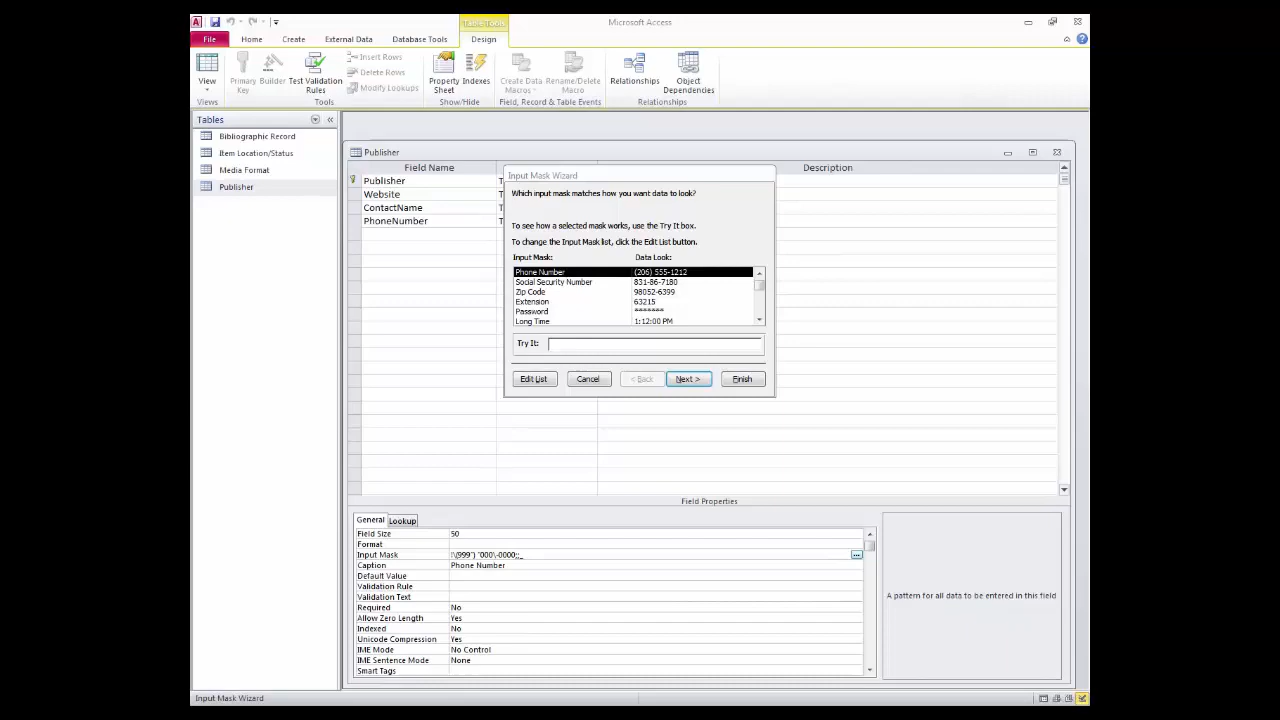 Table Tools
Microsoft Access
File Home Create External Data Database Tools Design
View
Primary Key
Builder
Test Validation Rules
Insert Rows
Delete Rows
Modify Lookups
Property Sheet
Indexes
Create Data Macros
Rename/Delete Macro
Relationships
Object Dependencies
Views Tools Show/Hide Field, Record & Table Events Relationships
Tables
Bibliographic Record
Item Location/Status
Media Format
Publisher
Publisher
Field Name Description
Publisher T
Website T
ContactName T
PhoneNumber T
Input Mask Wizard
Which input mask matches how you want data to look?
To see how a selected mask works, use the Try It box.
To change the Input Mask list, click the Edit List button.
Input Mask: Data Look:
Phone Number (206) 555-1212
Social Security Number 831-86-7180
Zip Code 98052-6399
Extension 63215
Password *******
Long Time 1:12:00 PM
Try It:
Edit List Cancel < Back Next > Finish
Field Properties
General Lookup
Field Size 50
Format
Input Mask !\(999") "000\-0000;;_
Caption Phone Number
Default Value
Validation Rule
Validation Text
Required No
Allow Zero Length Yes
Indexed No
Unicode Compression Yes
IME Mode No Control
IME Sentence Mode None
Smart Tags
A pattern for all data to be entered in this field
Input Mask Wizard